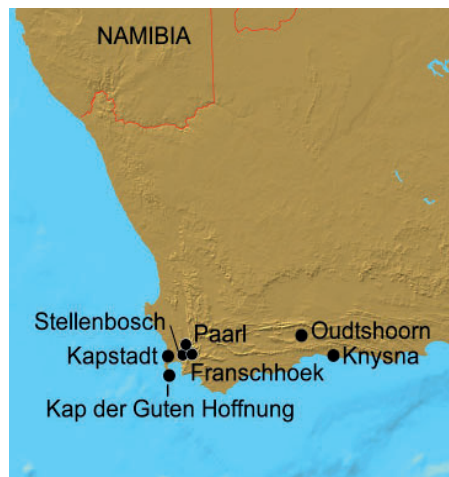 NAMIBIA
Stellenbosch
Paarl
Oudtshoorn
Kapstadt
Franschhoek
Knysna
Kap der Guten Hoffnung